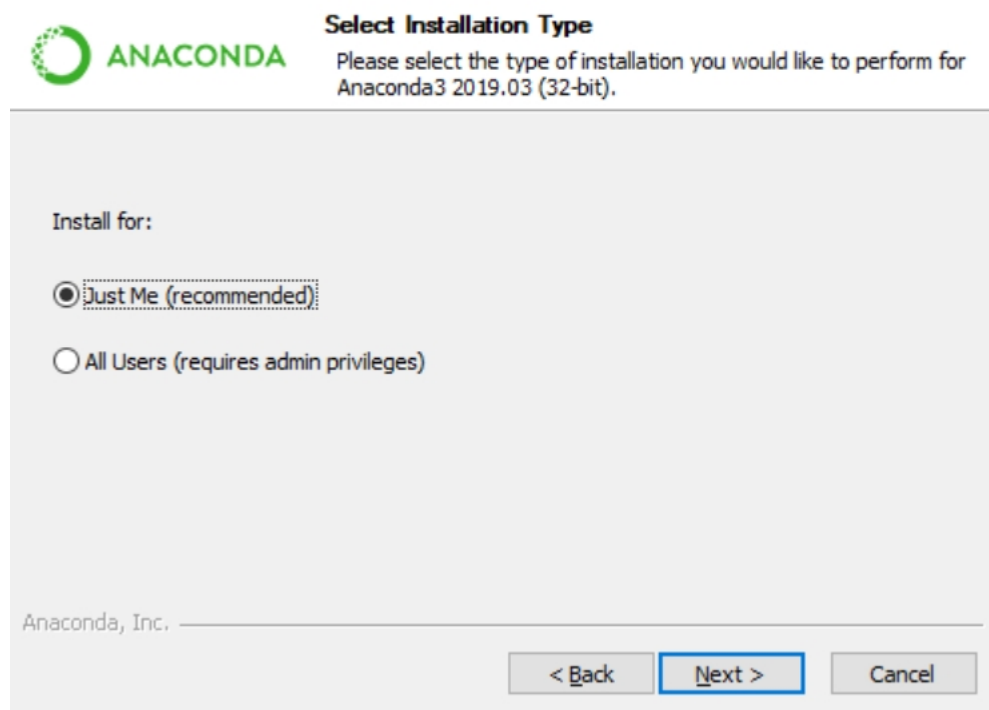 ANACONDA
Select Installation Type
Please select the type of installation you would like to perform for
Anaconda3 2019.03 (32-bit).
Install for:
Just Me (recommended)
All Users (requires admin privileges)
Anaconda, Inc.
< Back
Next >
Cancel